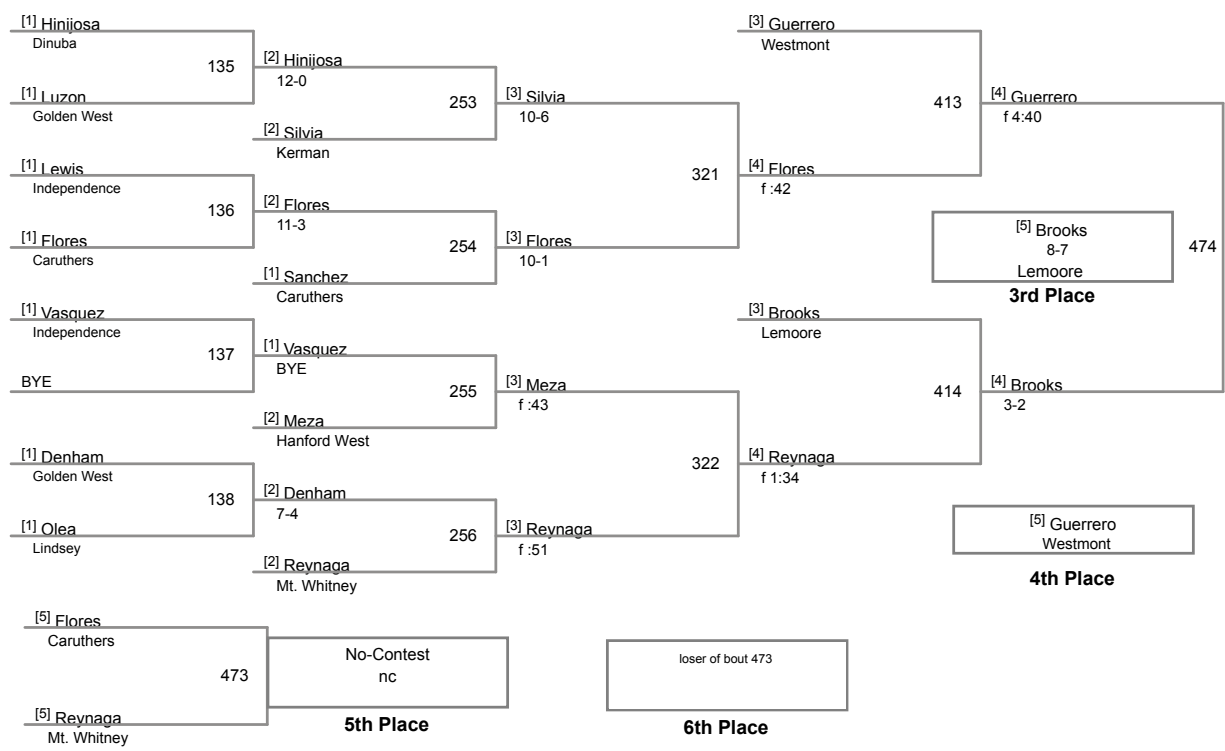 [1] Hinijosa
Dinuba
135
[1] Luzon
Golden West
[1] Lewis
Independence
136
[1] Flores
Caruthers
[1] Vasquez
Independence
137
BYE
[1] Denham
Golden West
138
[1] Olea
Lindsey
[2] Hinijosa
12-0
253
[2] Silvia
Kerman
[2] Flores
11-3
254
[1] Sanchez
Caruthers
[1] Vasquez
BYE
255
[2] Meza
Hanford West
[2] Denham
7-4
256
[2] Reynaga
Mt. Whitney
[3] Silvia
10-6
321
[3] Flores
10-1
[3] Meza
f :43
322
[3] Reynaga
f :51
[3] Guerrero
Westmont
413
[4] Flores
f :42
[3] Brooks
Lemoore
414
[4] Reynaga
f 1:34
[4] Guerrero
f 4:40
474
[4] Brooks
3-2
[5] Brooks
8-7
Lemoore
3rd Place
[5] Guerrero
Westmont
4th Place
[5] Flores
Caruthers
473
[5] Reynaga
Mt. Whitney
No-Contest
nc
5th Place
loser of bout 473
6th Place